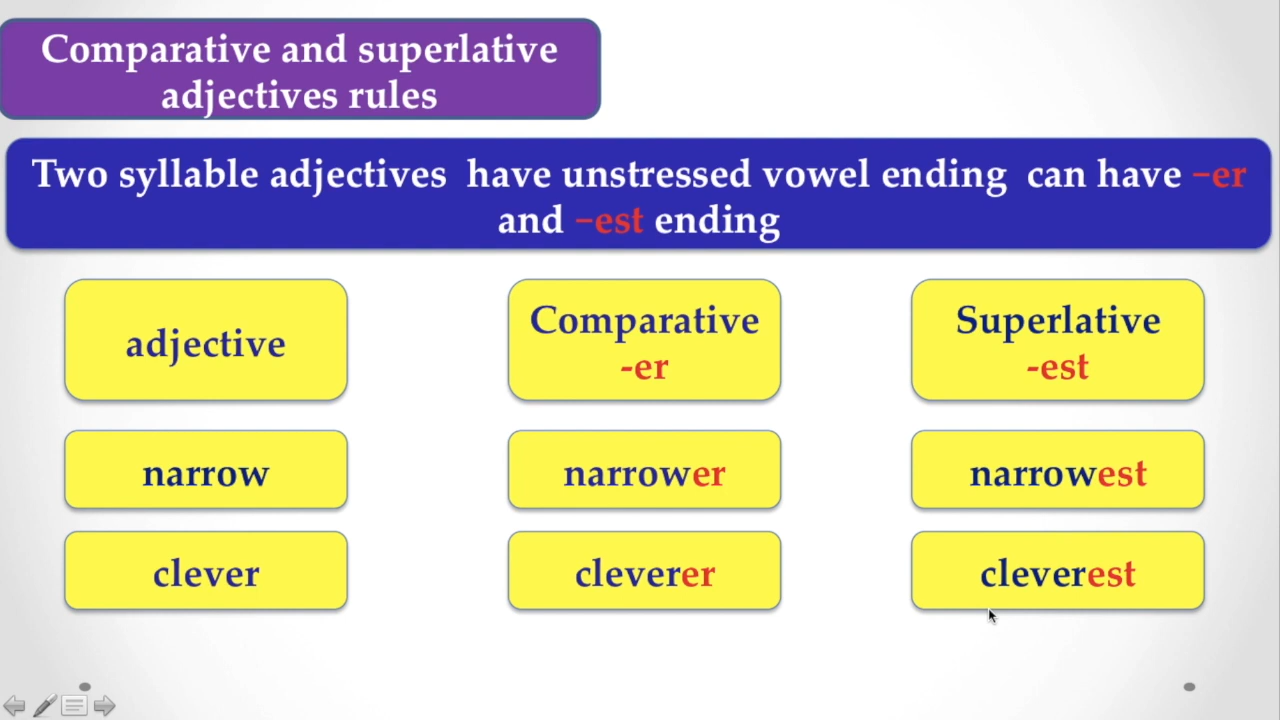 Comparative and superlative
adjectives rules
Two syllable adjectives have unstressed vowel ending can have –er
and –est ending
adjective
Comparative
-er
Superlative
-est
narrow
narrower
narrowest
clever
cleverer
cleverest